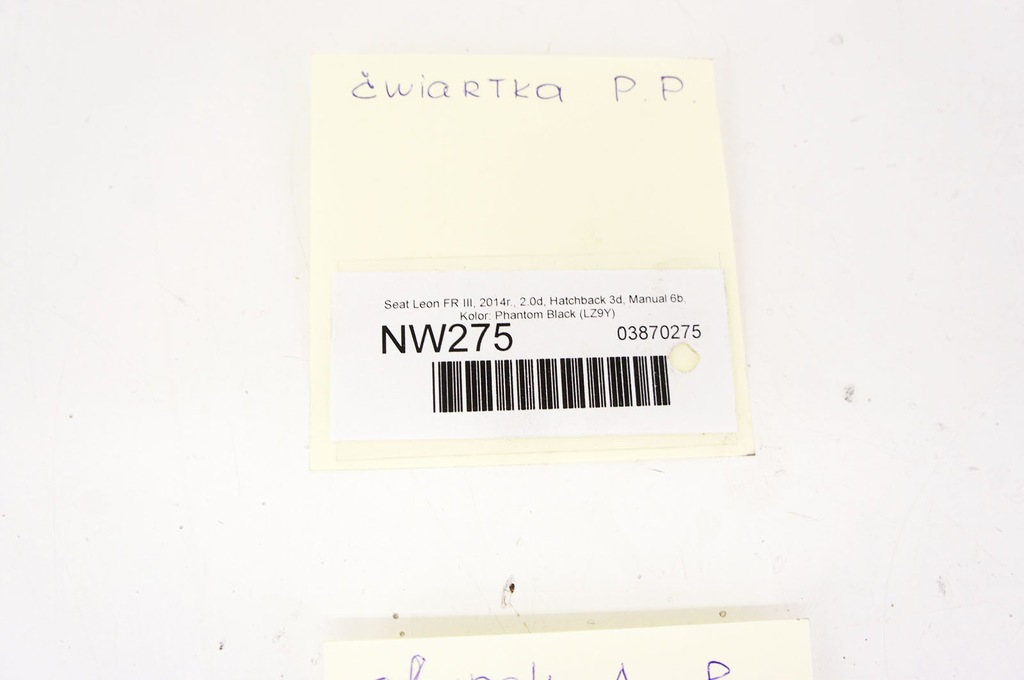 ćwiartka P.P.
Seat Leon FR III, 2014r., 2.0d, Hatchback 3d, Manual 6b,
Kolor: Phantom Black (LZ9Y)
NW275 03870275